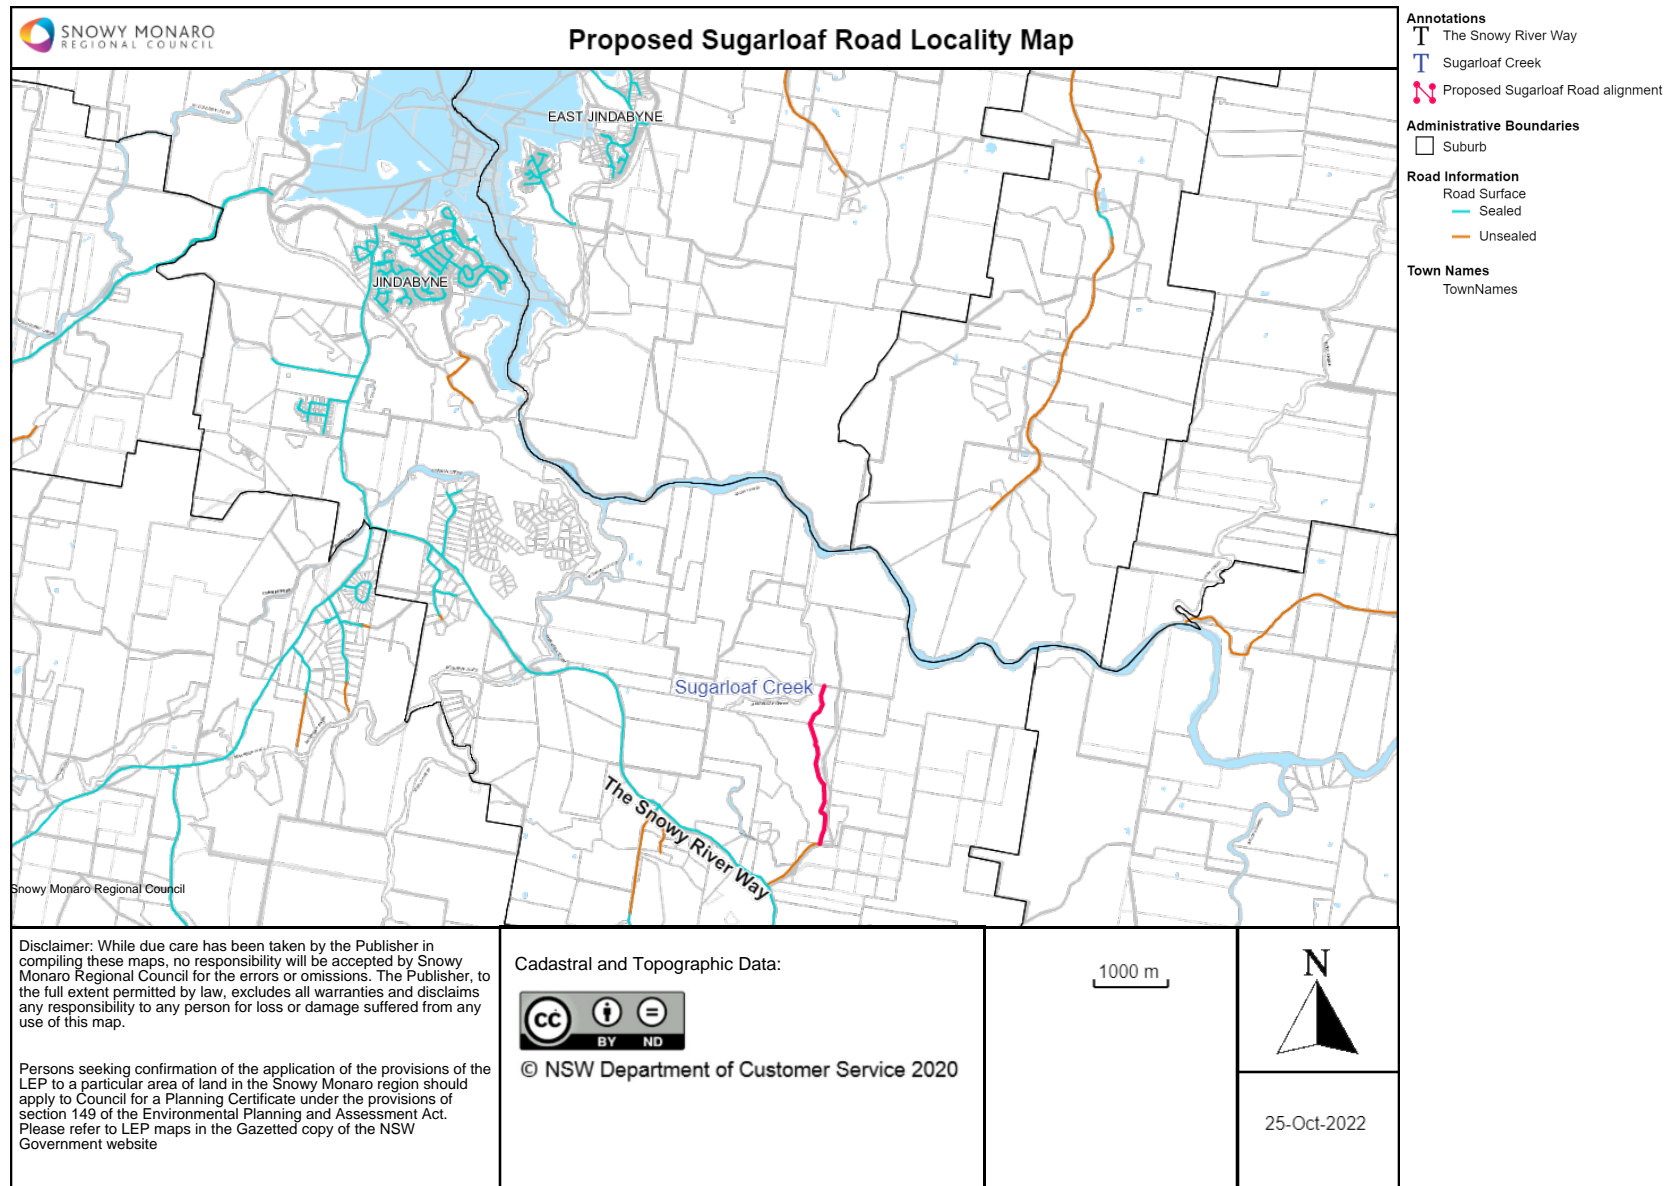 SNOWY MONARO
REGIONAL COUNCIL
Proposed Sugarloaf Road Locality Map
Annotations
T The Snowy River Way
T Sugarloaf Creek
Proposed Sugarloaf Road alignment
Administrative Boundaries
Suburb
Road Information
Road Surface
Sealed
Unsealed
Town Names
TownNames
EAST JINDABYNE
JINDABYNE
Sugarloaf Creek
The Snowy River Way
Snowy Monaro Regional Council
Disclaimer: While due care has been taken by the Publisher in
compiling these maps, no responsibility will be accepted by Snowy
Monaro Regional Council for the errors or omissions. The Publisher, to
the full extent permitted by law, excludes all warranties and disclaims
any responsibility to any person for loss or damage suffered from any
use of this map.
Persons seeking confirmation of the application of the provisions of the
LEP to a particular area of land in the Snowy Monaro region should
apply to Council for a Planning Certificate under the provisions of
section 149 of the Environmental Planning and Assessment Act.
Please refer to LEP maps in the Gazetted copy of the NSW
Government website
Cadastral and Topographic Data:
cc
BY ND
© NSW Department of Customer Service 2020
1000 m
N
25-Oct-2022